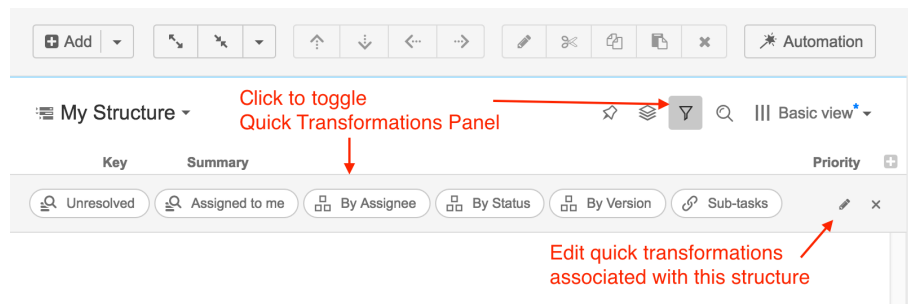 Add
Automation
My Structure
Click to toggle
Quick Transformations Panel
Basic view*
Key Summary Priority
Unresolved Assigned to me By Assignee By Status By Version Sub-tasks
Edit quick transformations
associated with this structure